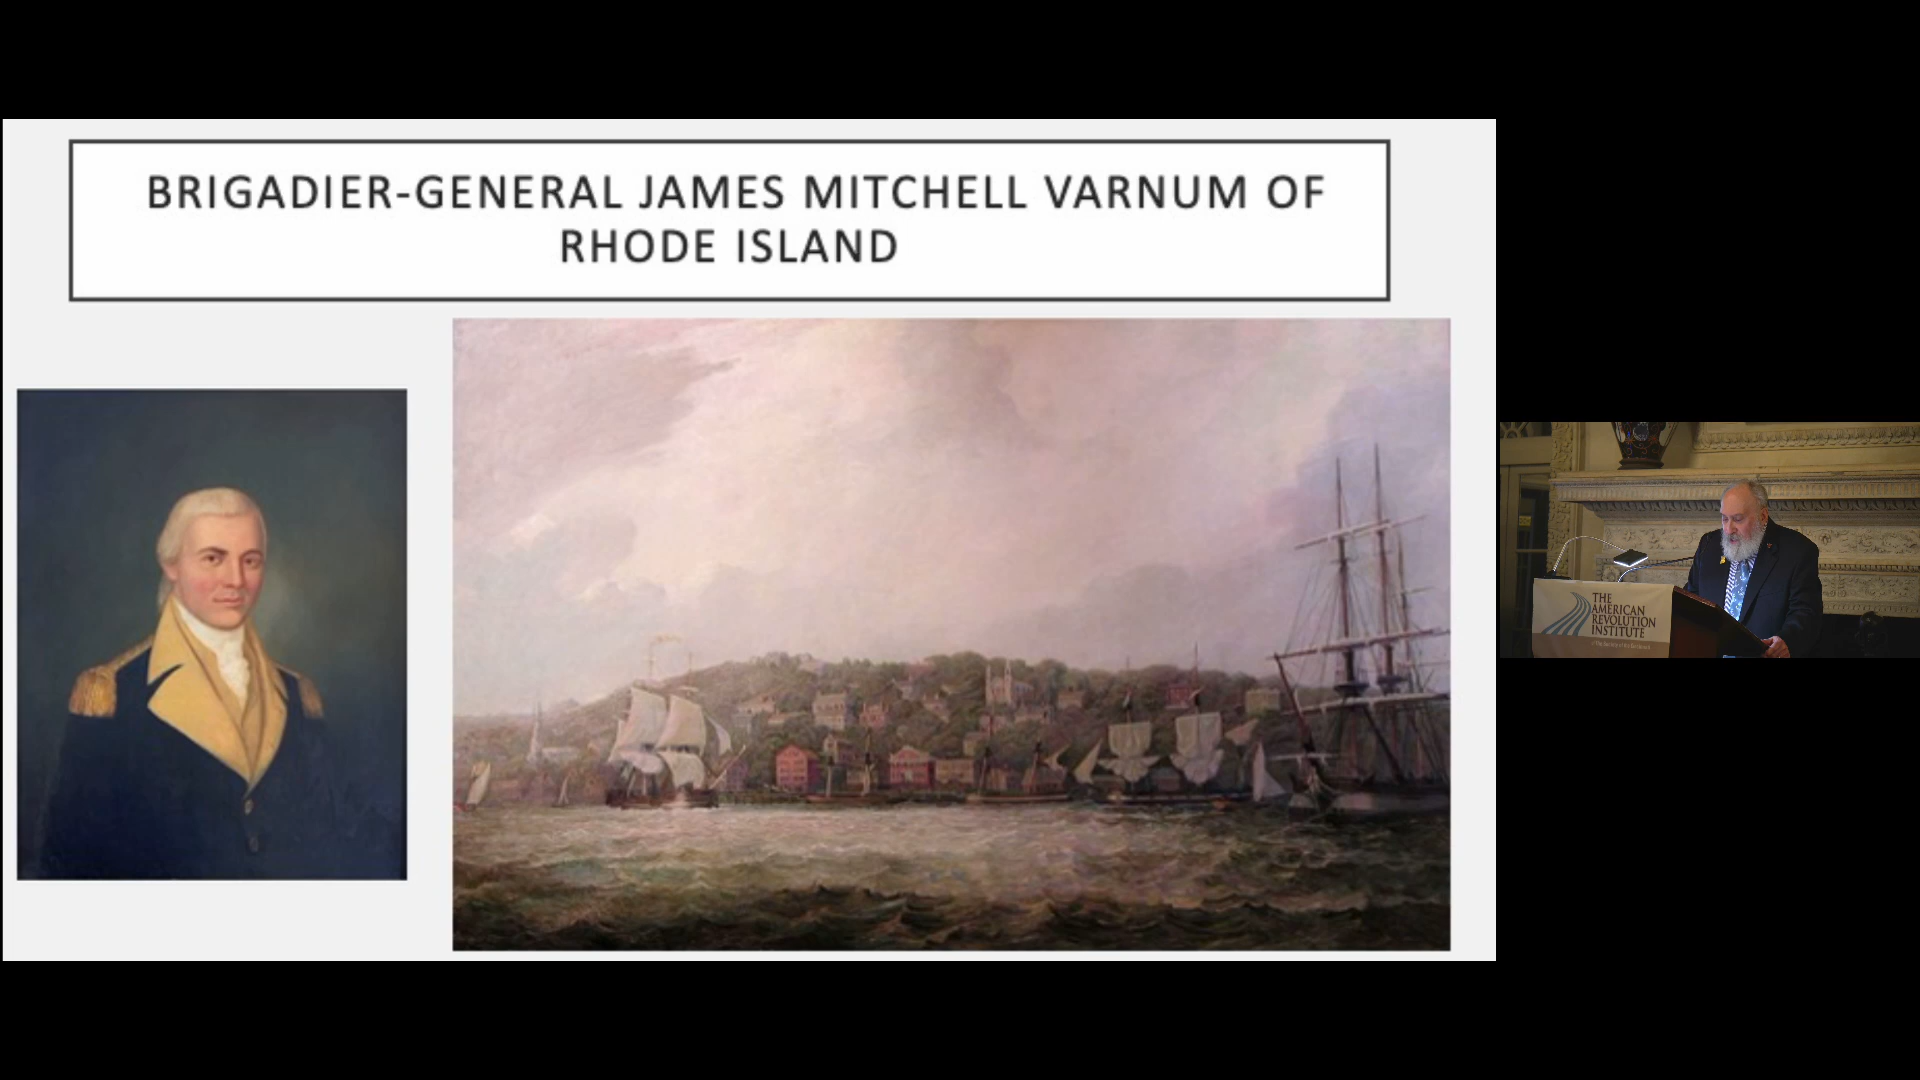 BRIGADIER-GENERAL JAMES MITCHELL VARNUM OF
RHODE ISLAND
THE
AMERICAN
REVOLUTION
INSTITUTE